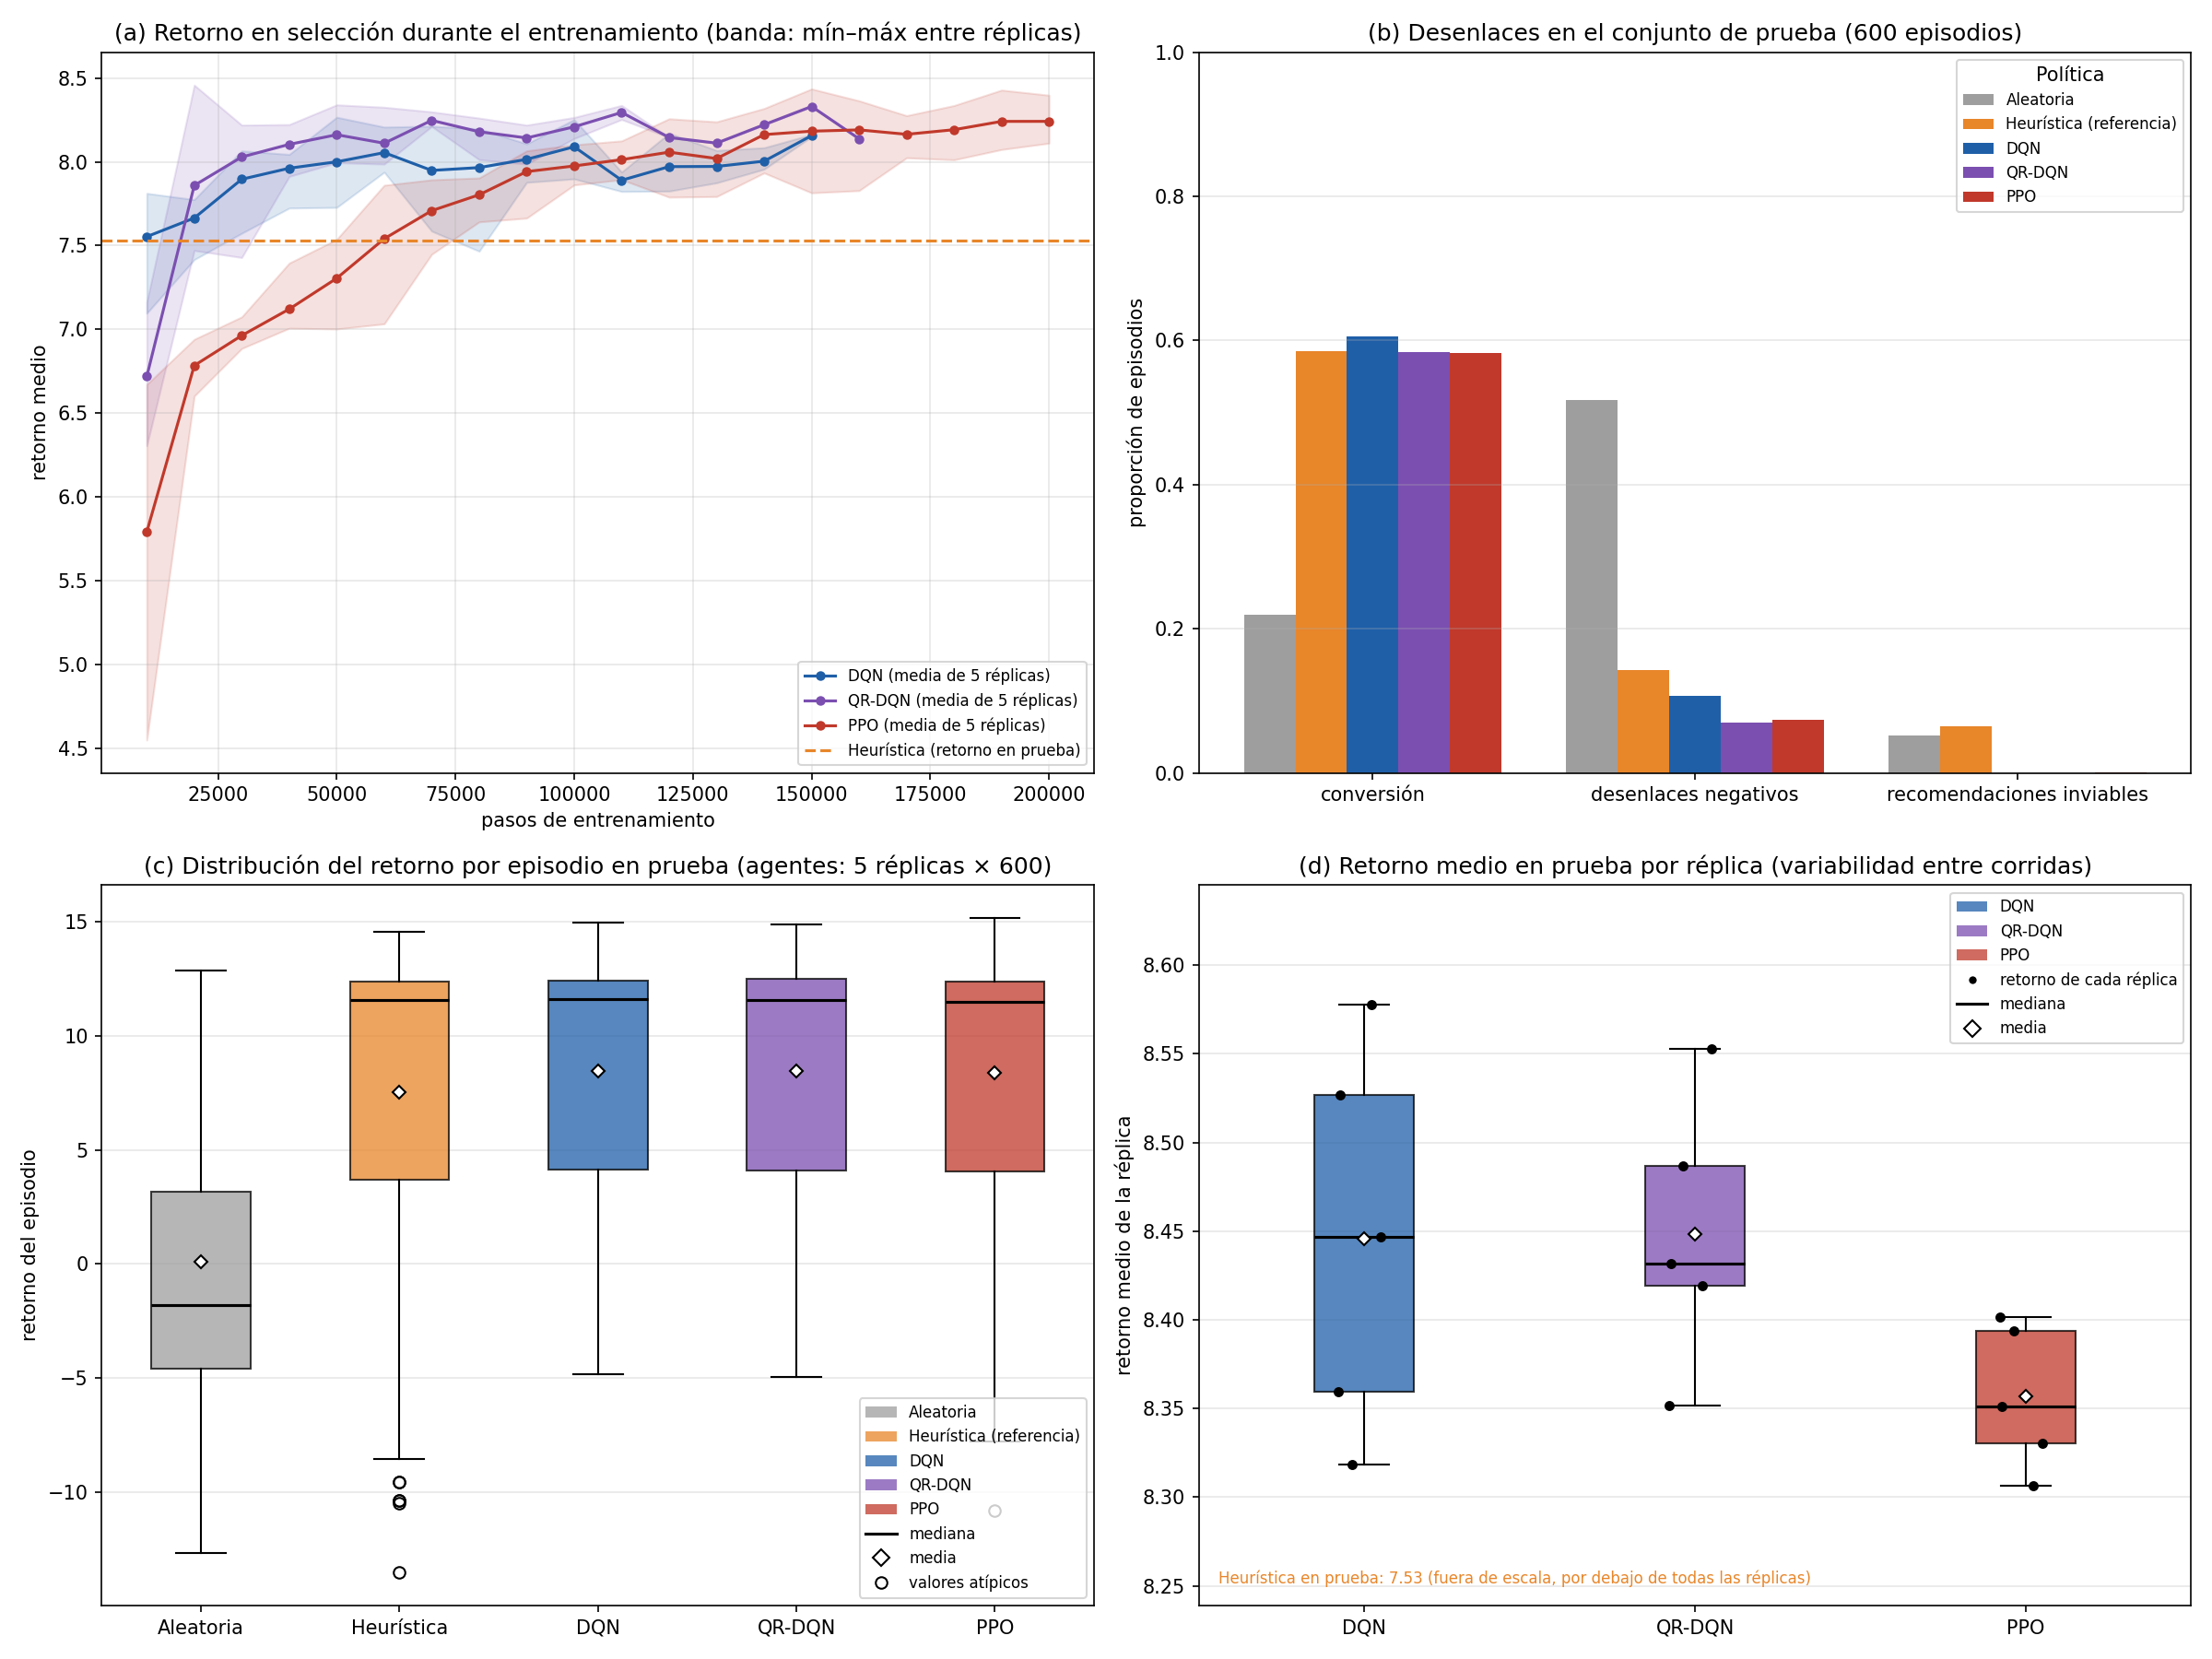 (a) Retorno en selección durante el entrenamiento (banda: mín–máx entre réplicas)
retorno medio
8.5
8.0
7.5
7.0
6.5
6.0
5.5
5.0
4.5
DQN (media de 5 réplicas)
QR-DQN (media de 5 réplicas)
PPO (media de 5 réplicas)
Heurística (retorno en prueba)
25000 50000 75000 100000 125000 150000 175000 200000
pasos de entrenamiento
(b) Desenlaces en el conjunto de prueba (600 episodios)
proporción de episodios
1.0
0.8
0.6
0.4
0.2
0.0
Política
Aleatoria
Heurística (referencia)
DQN
QR-DQN
PPO
conversión desenlaces negativos recomendaciones inviables
(c) Distribución del retorno por episodio en prueba (agentes: 5 réplicas × 600)
retorno del episodio
15
10
5
0
−5
−10
Aleatoria
Heurística (referencia)
DQN
QR-DQN
PPO
mediana
media
valores atípicos
Aleatoria Heurística DQN QR-DQN PPO
(d) Retorno medio en prueba por réplica (variabilidad entre corridas)
retorno medio de la réplica
8.60
8.55
8.50
8.45
8.40
8.35
8.30
8.25
DQN
QR-DQN
PPO
retorno de cada réplica
mediana
media
Heurística en prueba: 7.53 (fuera de escala, por debajo de todas las réplicas)
DQN QR-DQN PPO